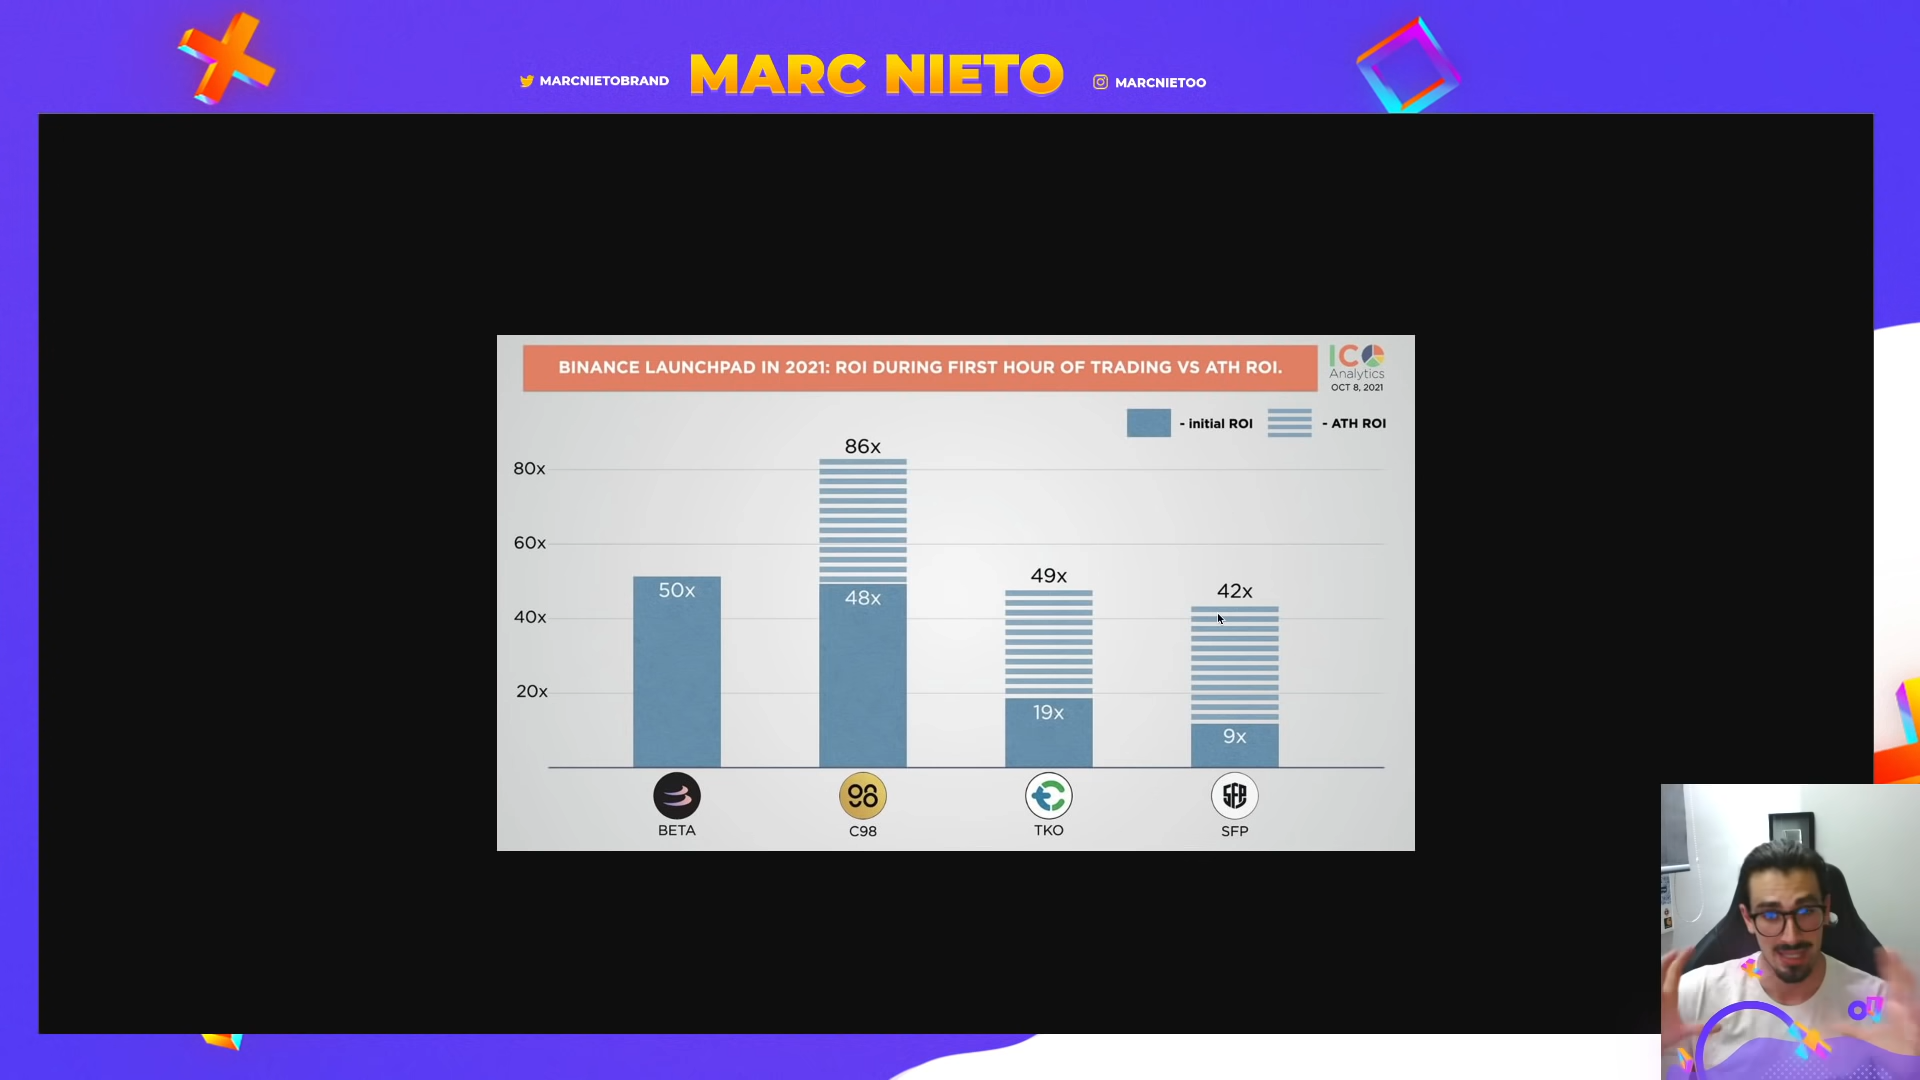 MARCNIETOBRAND
MARC NIETO
MARCNIETOO
BINANCE LAUNCHPAD IN 2021: ROI DURING FIRST HOUR OF TRADING VS ATH ROI.
ICO
Analytics
OCT 8, 2021
- initial ROI
- ATH ROI
80x
60x
40x
20x
50x
86x
48x
49x
19x
42x
9x
BETA
C98
TKO
SFP